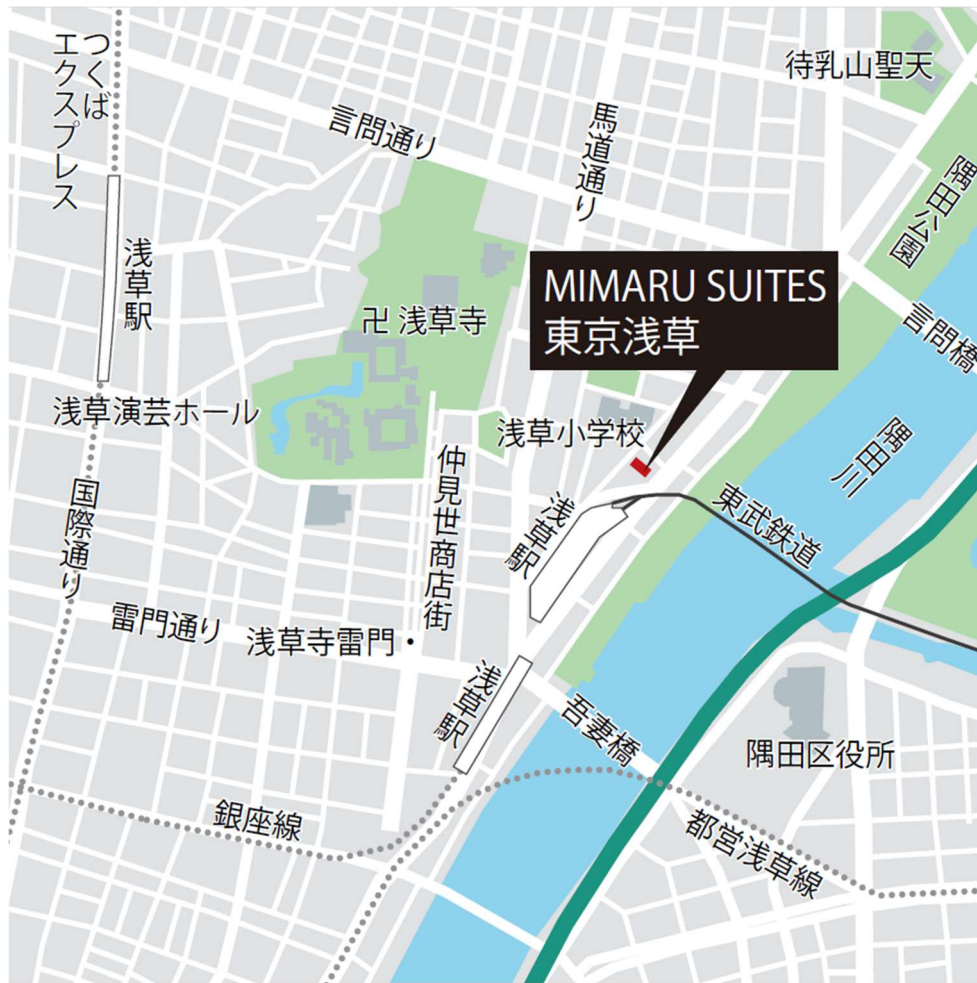 つくば
エクスプレス
待乳山聖天
言問通り
馬道通り
隅田公園
浅草駅
MIMARU SUITES
東京浅草
卍 浅草寺
言問橋
浅草演芸ホール
浅草小学校
隅田川
仲見世商店街
国際通り
浅草駅
東武鉄道
雷門通り
浅草寺雷門・
浅草駅
吾妻橋
隅田区役所
銀座線
都営浅草線